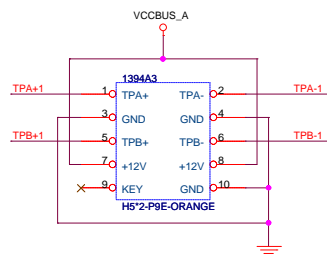 VCCBUS_A
1394A3
TPA+1 1 TPA+ TPA- 2 TPA-1
3 GND GND 4
TPB+1 5 TPB+ TPB- 6 TPB-1
7 +12V +12V 8
9 KEY GND 10
H5*2-P9E-ORANGE